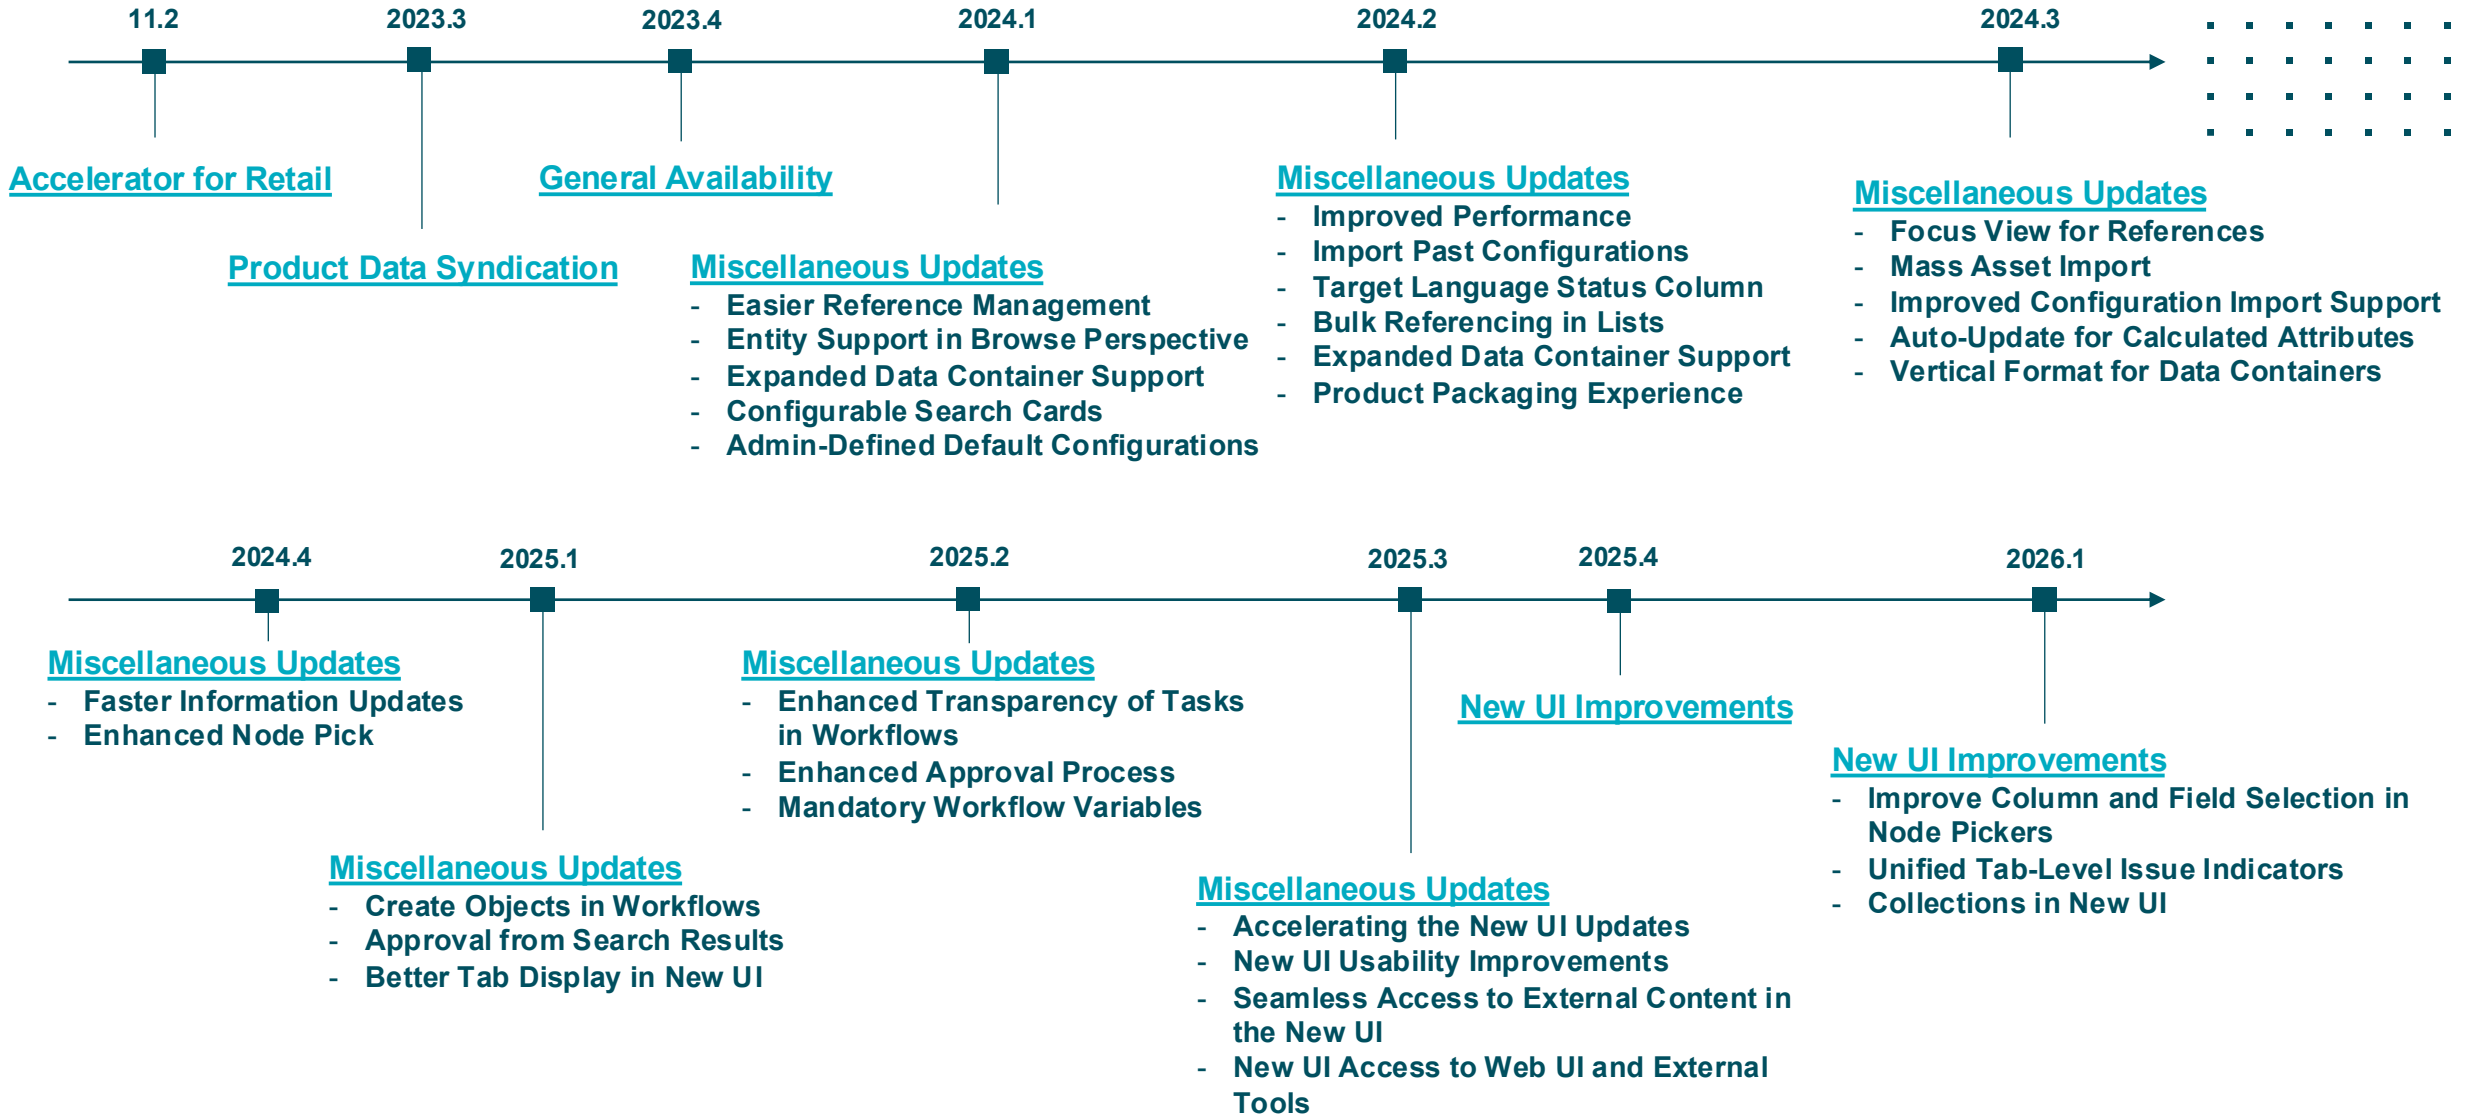 11.2
2023.3
2023.4
2024.1
2024.2
2024.3
Accelerator for Retail
Product Data Syndication
General Availability
Miscellaneous Updates
- Easier Reference Management
- Entity Support in Browse Perspective
- Expanded Data Container Support
- Configurable Search Cards
- Admin-Defined Default Configurations
Miscellaneous Updates
- Improved Performance
- Import Past Configurations
- Target Language Status Column
- Bulk Referencing in Lists
- Expanded Data Container Support
- Product Packaging Experience
Miscellaneous Updates
- Focus View for References
- Mass Asset Import
- Improved Configuration Import Support
- Auto-Update for Calculated Attributes
- Vertical Format for Data Containers
2024.4
2025.1
2025.2
2025.3
2025.4
2026.1
Miscellaneous Updates
- Faster Information Updates
- Enhanced Node Pick
Miscellaneous Updates
- Create Objects in Workflows
- Approval from Search Results
- Better Tab Display in New UI
Miscellaneous Updates
- Enhanced Transparency of Tasks
in Workflows
- Enhanced Approval Process
- Mandatory Workflow Variables
Miscellaneous Updates
- Accelerating the New UI Updates
- New UI Usability Improvements
- Seamless Access to External Content in
the New UI
- New UI Access to Web UI and External
Tools
New UI Improvements
New UI Improvements
- Improve Column and Field Selection in
Node Pickers
- Unified Tab-Level Issue Indicators
- Collections in New UI